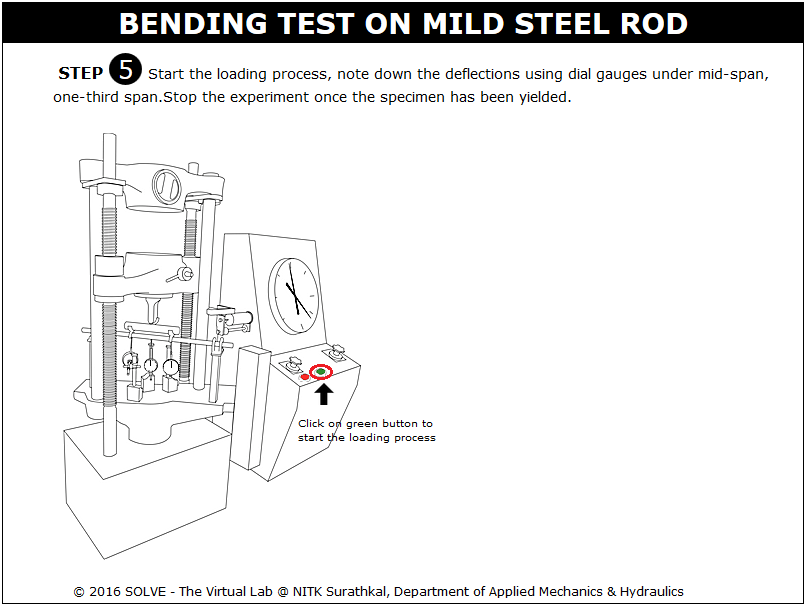 BENDING TEST ON MILD STEEL ROD
STEP 5 Start the loading process, note down the deflections using dial gauges under mid-span,
one-third span.Stop the experiment once the specimen has been yielded.
Click on green button to
start the loading process
© 2016 SOLVE - The Virtual Lab @ NITK Surathkal, Department of Applied Mechanics & Hydraulics